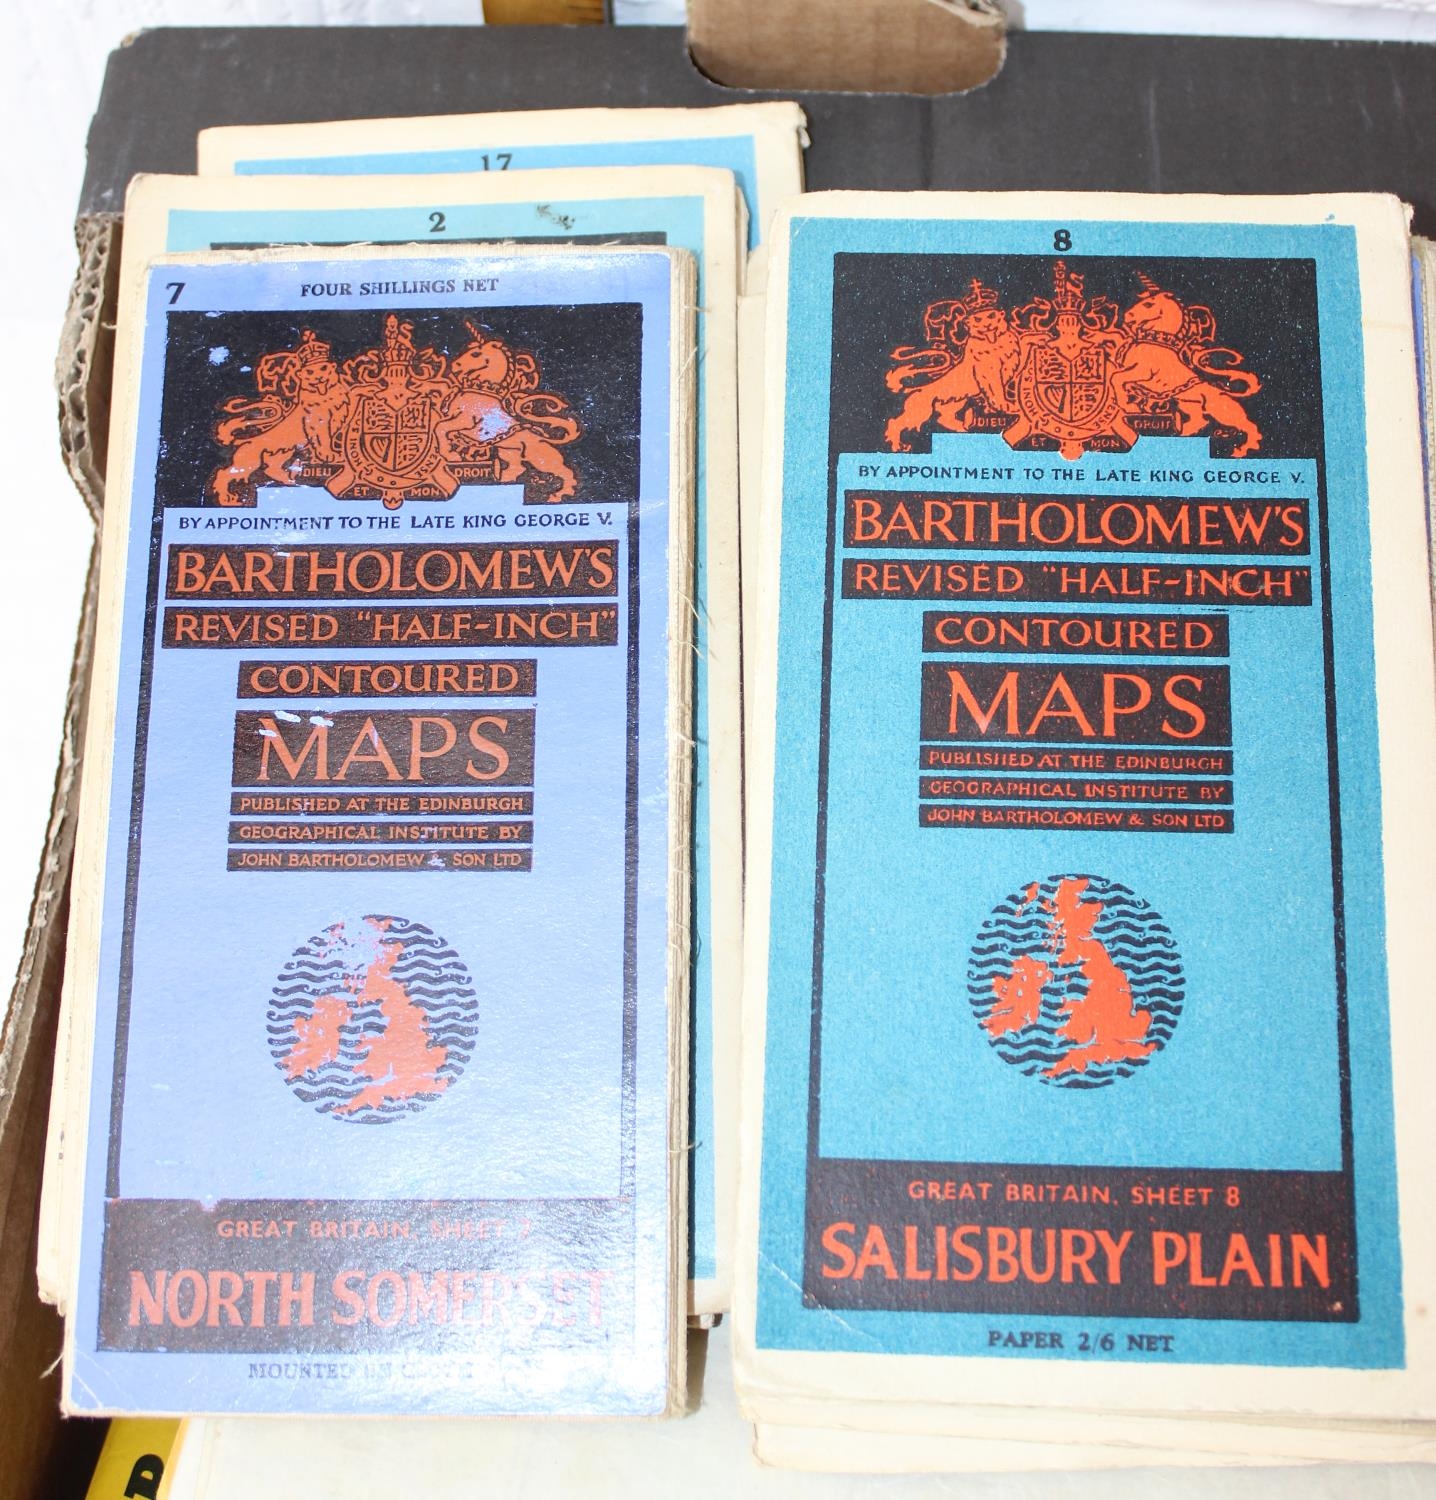 17
2
7
FOUR SHILLINGS NET
HONI SOIT
DIEU
ET
MON
DROIT
BY APPOINTMENT TO THE LATE KING GEORGE V.
BARTHOLOMEW'S
REVISED "HALF-INCH"
CONTOURED
MAPS
PUBLISHED AT THE EDINBURGH
GEOGRAPHICAL INSTITUTE BY
JOHN BARTHOLOMEW & SON LTD
GREAT BRITAIN, SHEET 7
NORTH SOMERSET
MOUNTED ON CLOTH
8
DIEU
ET
MON
DROIT
BY APPOINTMENT TO THE LATE KING GEORGE V.
BARTHOLOMEW'S
REVISED "HALF-INCH"
CONTOURED
MAPS
PUBLISHED AT THE EDINBURGH
GEOGRAPHICAL INSTITUTE BY
JOHN BARTHOLOMEW & SON LTD
GREAT BRITAIN, SHEET 8
SALISBURY PLAIN
PAPER 2/6 NET